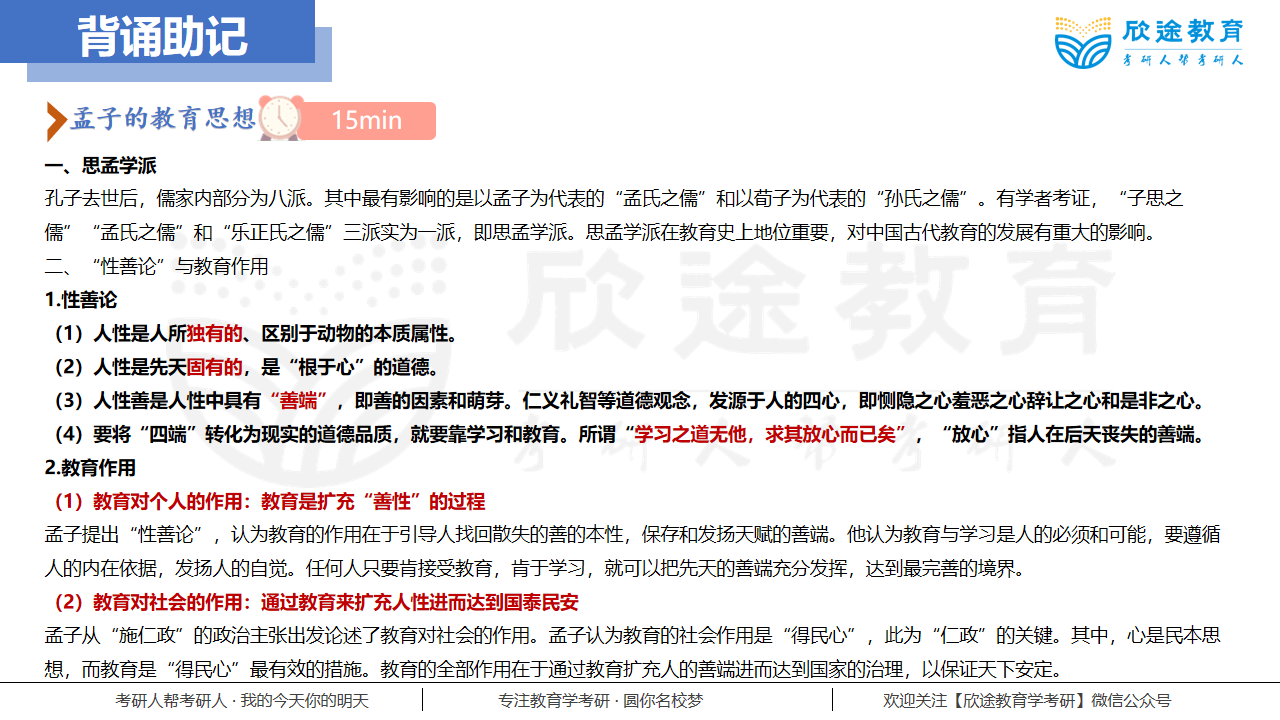 背诵助记
欣途教育
考研人帮考研人
孟子的教育思想
15min
一、思孟学派
孔子去世后，儒家内部分为八派。其中最有影响的是以孟子为代表的“孟氏之儒”和以荀子为代表的“孙氏之儒”。有学者考证，“子思之
儒”“孟氏之儒”和“乐正氏之儒”三派实为一派，即思孟学派。思孟学派在教育史上地位重要，对中国古代教育的发展有重大的影响。
二、“性善论”与教育作用
1.性善论
（1）人性是人所独有的、区别于动物的本质属性。
（2）人性是先天固有的，是“根于心”的道德。
（3）人性善是人性中具有“善端”，即善的因素和萌芽。仁义礼智等道德观念，发源于人的四心，即恻隐之心羞恶之心辞让之心和是非之心。
（4）要将“四端”转化为现实的道德品质，就要靠学习和教育。所谓“学习之道无他，求其放心而已矣”，“放心”指人在后天丧失的善端。
2.教育作用
（1）教育对个人的作用：教育是扩充“善性”的过程
孟子提出“性善论”，认为教育的作用在于引导人找回散失的善的本性，保存和发扬天赋的善端。他认为教育与学习是人的必须和可能，要遵循
人的内在依据，发扬人的自觉。任何人只要肯接受教育，肯于学习，就可以把先天的善端充分发挥，达到最完善的境界。
（2）教育对社会的作用：通过教育来扩充人性进而达到国泰民安
孟子从“施仁政”的政治主张出发论述了教育对社会的作用。孟子认为教育的社会作用是“得民心”，此为“仁政”的关键。其中，心是民本思
想，而教育是“得民心”最有效的措施。教育的全部作用在于通过教育扩充人的善端进而达到国家的治理，以保证天下安定。
欣途教育
考研人帮考研人
考研人帮考研人 · 我的今天你的明天
专注教育学考研 · 圆你名校梦
欢迎关注【欣途教育学考研】微信公众号